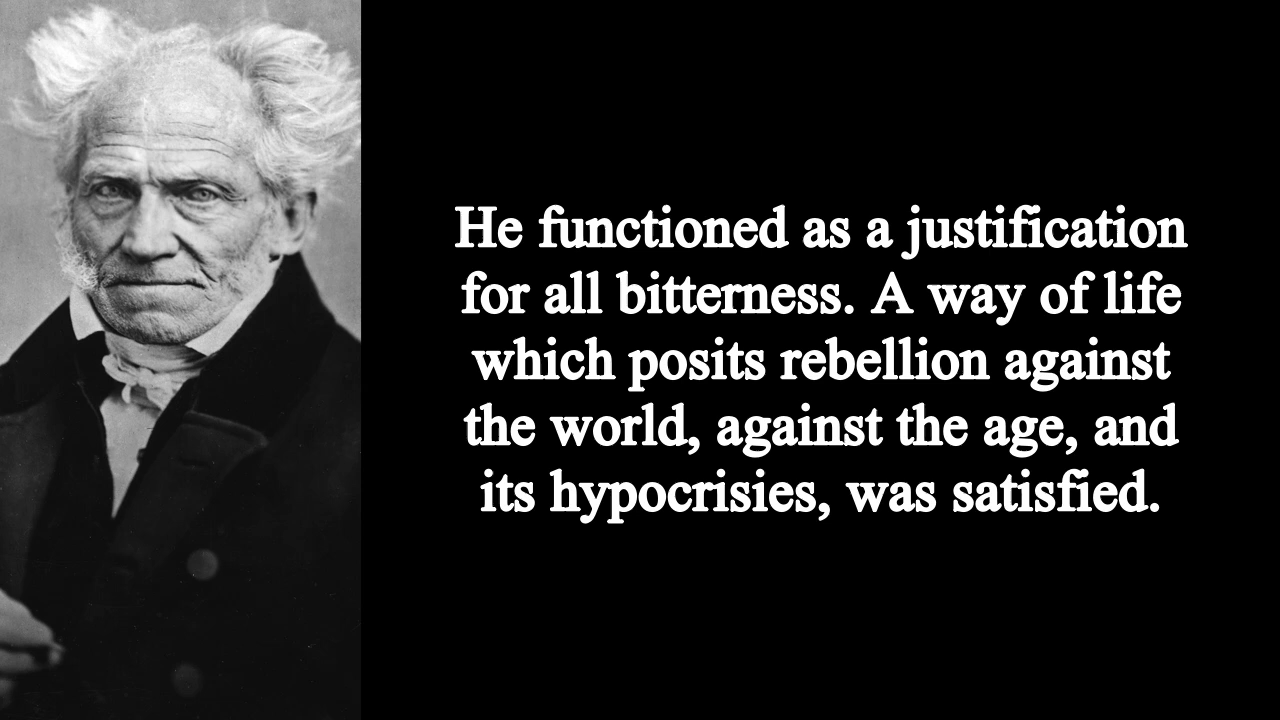 He functioned as a justification
for all bitterness. A way of life
which posits rebellion against
the world, against the age, and
its hypocrisies, was satisfied.